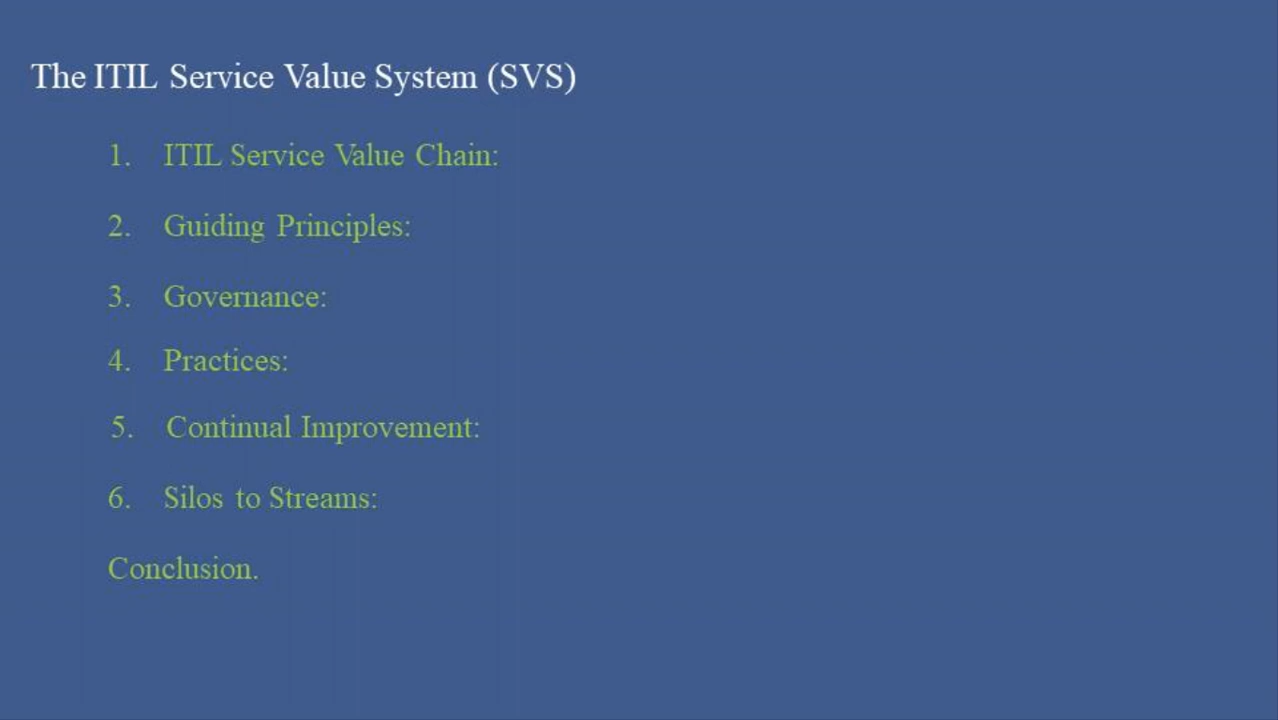 The ITIL Service Value System (SVS)
1. ITIL Service Value Chain:
2. Guiding Principles:
3. Governance:
4. Practices:
5. Continual Improvement:
6. Silos to Streams:
Conclusion.